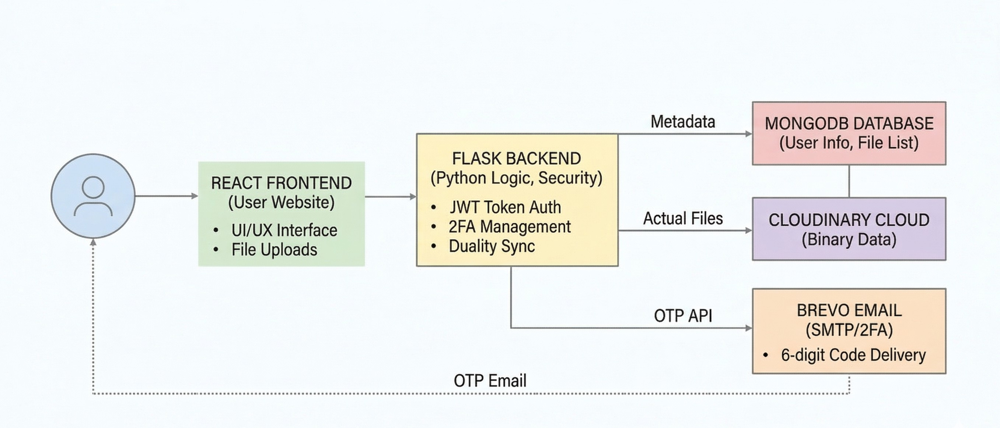 REACT FRONTEND
(User Website)
• UI/UX Interface
• File Uploads
FLASK BACKEND
(Python Logic, Security)
• JWT Token Auth
• 2FA Management
• Duality Sync
Metadata
MONGODB DATABASE
(User Info, File List)
Actual Files
CLOUDINARY CLOUD
(Binary Data)
OTP API
BREVO EMAIL
(SMTP/2FA)
• 6-digit Code Delivery
OTP Email